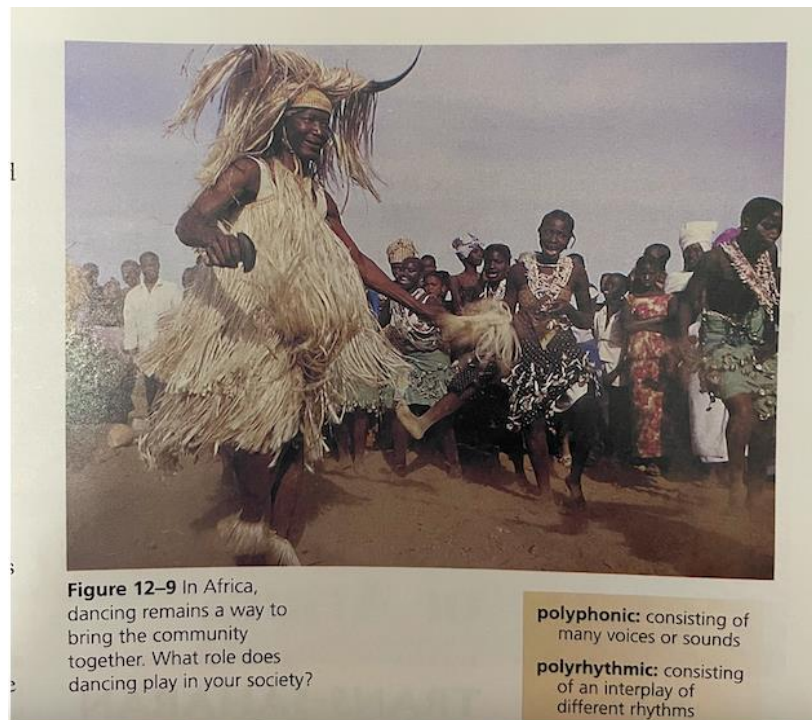 Figure 12–9 In Africa,
dancing remains a way to
bring the community
together. What role does
dancing play in your society?
polyphonic: consisting of
many voices or sounds
polyrhythmic: consisting
of an interplay of
different rhythms